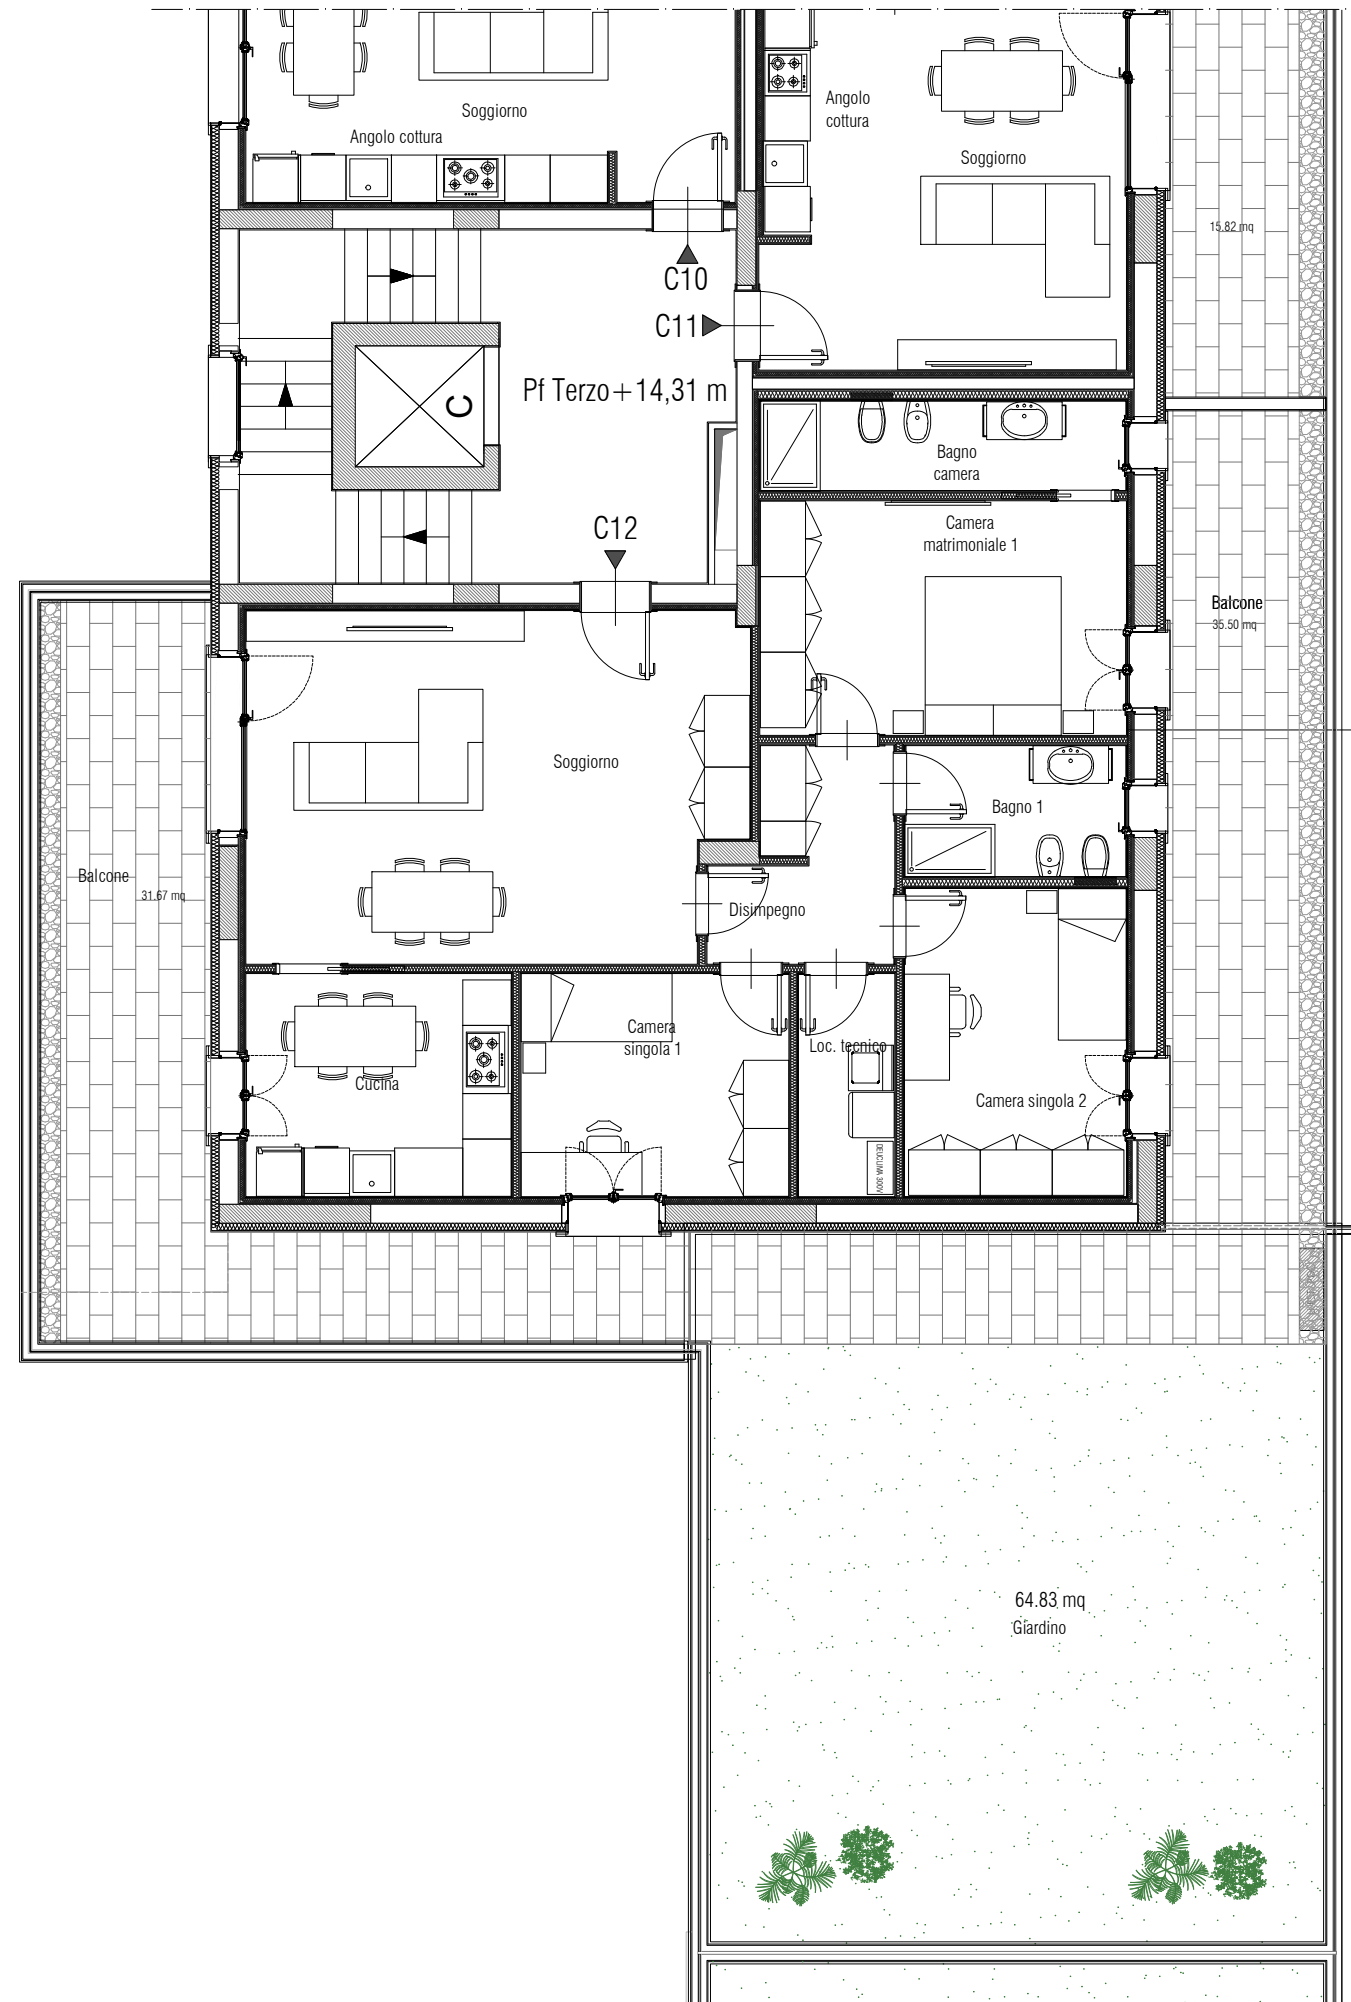 Soggiorno
Angolo cottura
Angolo
cottura
Soggiorno
15.82 mq
C10
C11
Pf Terzo+14,31 m
C
Bagno
camera
C12
Camera
matrimoniale 1
Balcone
35.50 mq
Soggiorno
Bagno 1
Balcone
31.67 mq
Disimpegno
Camera
singola 1
Loc. tecnico
Cucina
Camera singola 2
64.83 mq
Giardino